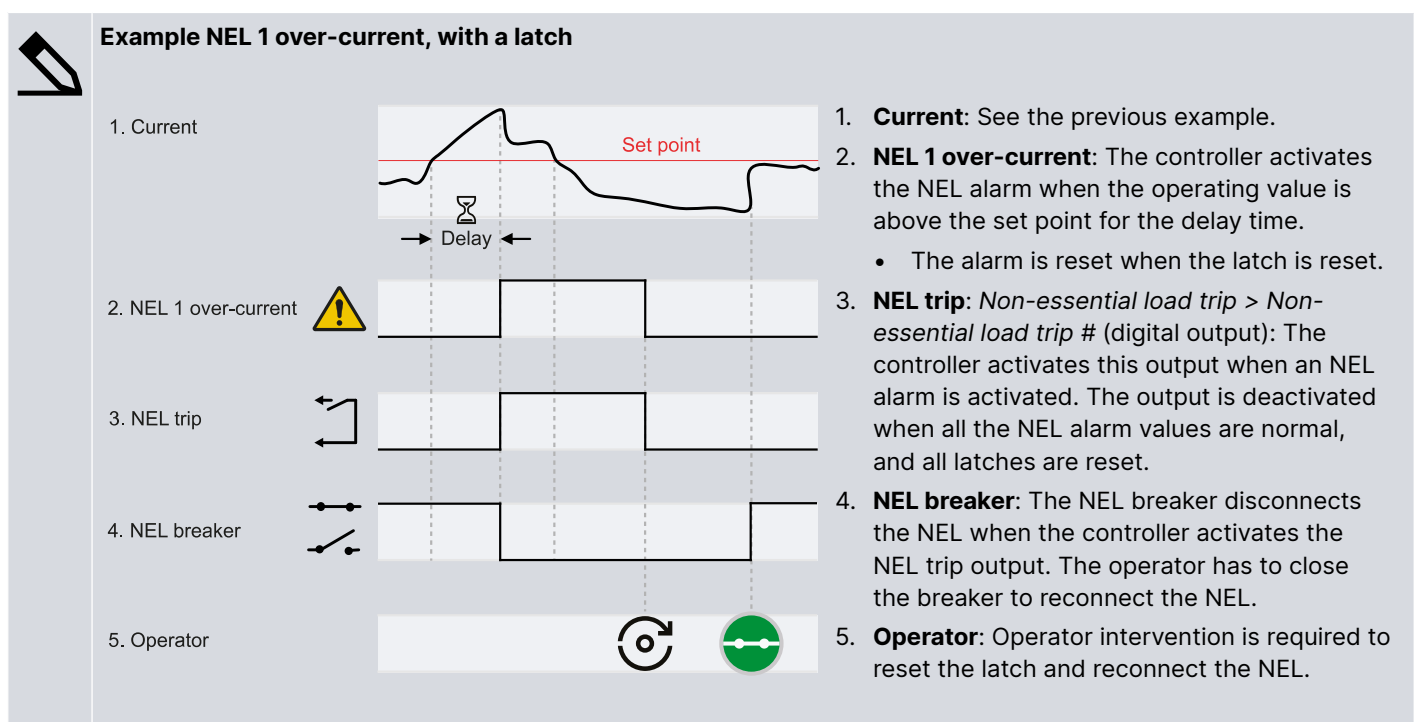 Example NEL 1 over-current, with a latch
1. Current
Set point
Delay
2. NEL 1 over-current
3. NEL trip
4. NEL breaker
5. Operator
1. Current: See the previous example.
2. NEL 1 over-current: The controller activates
the NEL alarm when the operating value is
above the set point for the delay time.
• The alarm is reset when the latch is reset.
3. NEL trip: Non-essential load trip > Non-
essential load trip # (digital output): The
controller activates this output when an NEL
alarm is activated. The output is deactivated
when all the NEL alarm values are normal,
and all latches are reset.
4. NEL breaker: The NEL breaker disconnects
the NEL when the controller activates the
NEL trip output. The operator has to close
the breaker to reconnect the NEL.
5. Operator: Operator intervention is required to
reset the latch and reconnect the NEL.